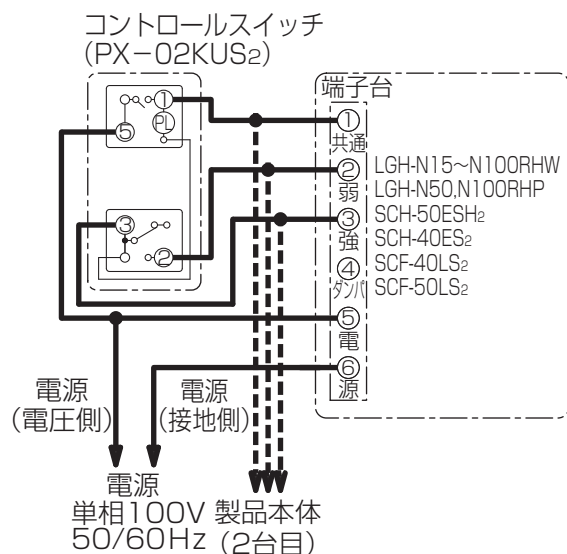 コントロールスイッチ
(PX-02KUS2)
端子台
①
PL
⑤
③
②
①
共通
② LGH-N15~N100RHW
弱 LGH-N50,N100RHP
③ SCH-50ESH2
強 SCH-40ES2
④ SCF-40LS2
ダンパ SCF-50LS2
⑤
電
⑥
源
電源
(電圧側)
電源
(接地側)
電源
単相100V
50/60Hz
製品本体
(2台目)